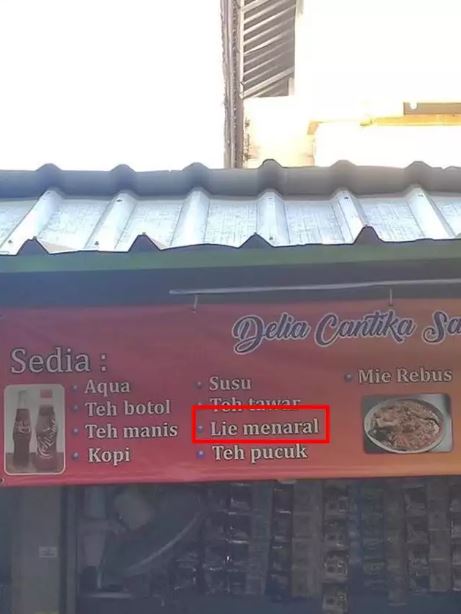 Delia Cantika Sa
Sedia :
Aqua
Teh botol
Teh manis
Kopi
Susu
Teh tawar
Lie menaral
Teh pucuk
Mie Rebus